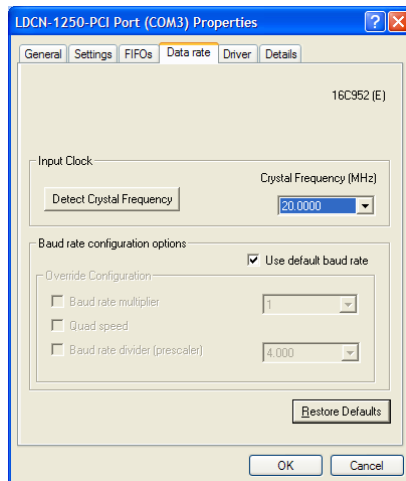 LDCN-1250-PCI Port (COM3) Properties
General Settings FIFOs Data rate Driver Details
16C952 (E)
Input Clock
Crystal Frequency (MHz)
Detect Crystal Frequency
20.0000
Baud rate configuration options
Use default baud rate
Override Configuration
Baud rate multiplier
1
Quad speed
Baud rate divider (prescaler)
4.000
Restore Defaults
OK Cancel